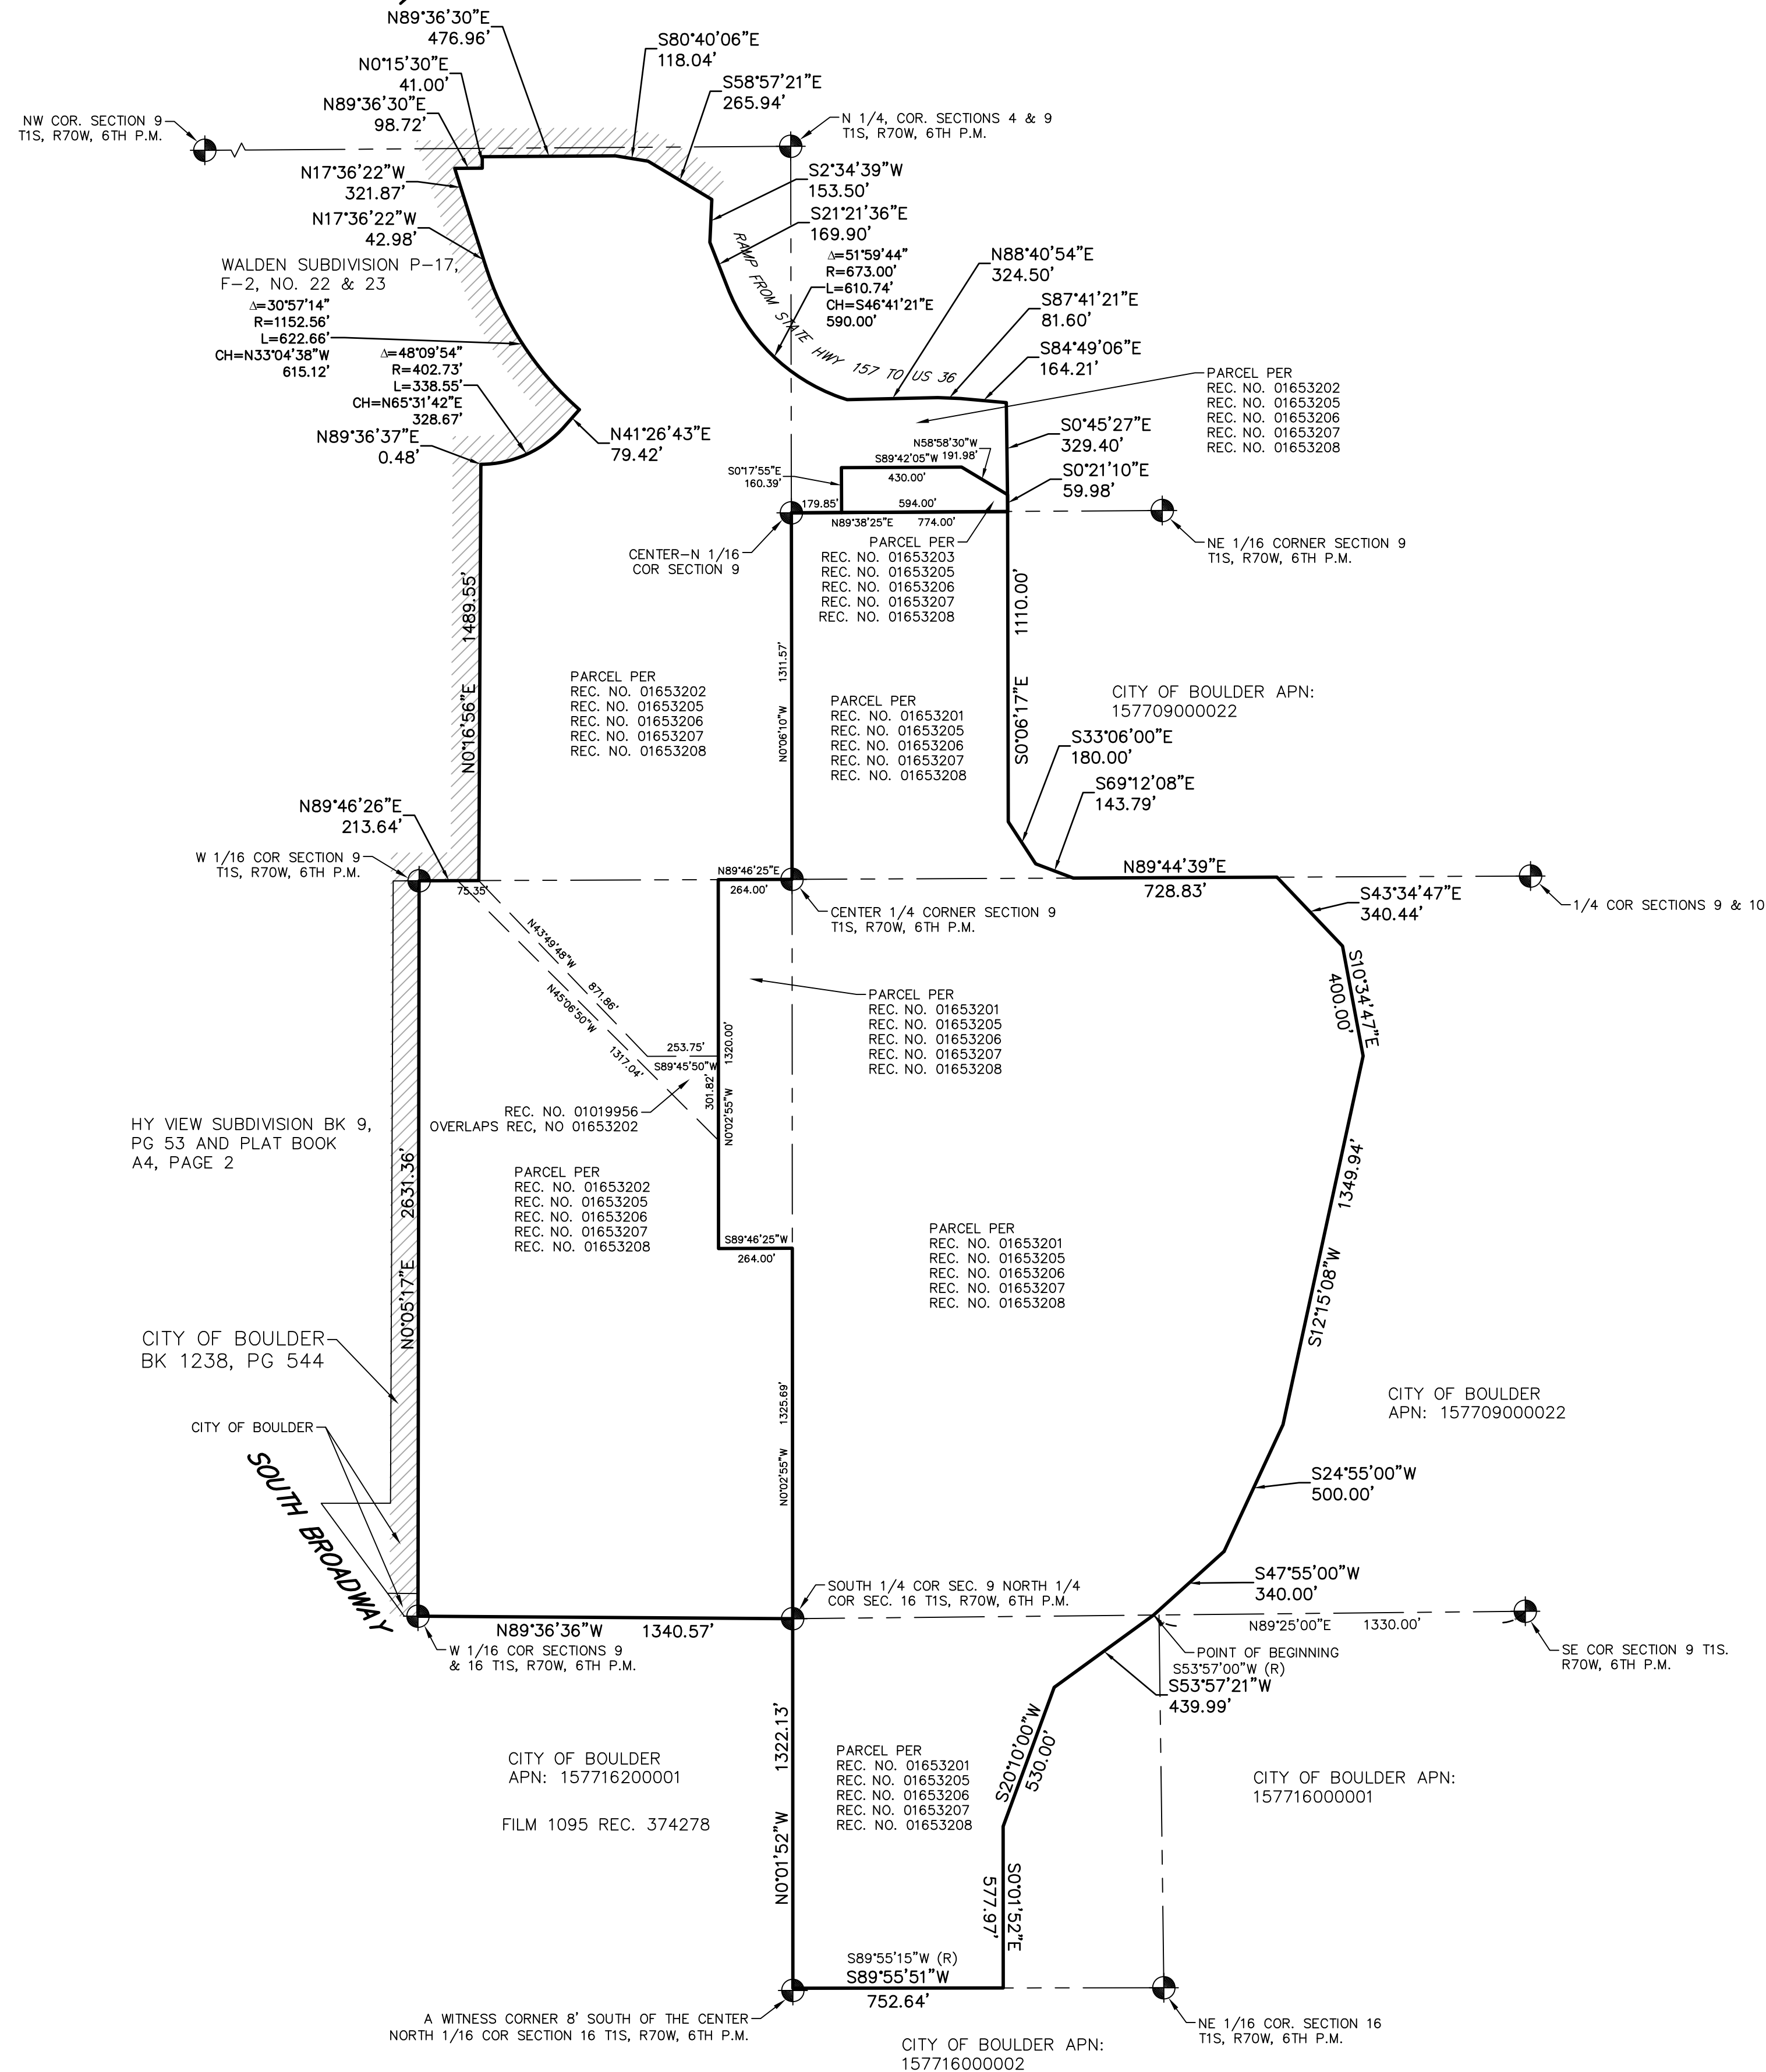 N89°36'30"E
476.96'
S80°40'06"E
118.04'
N0°15'30"E
41.00'
S58°57'21"E
265.94'
N89°36'30"E
98.72'
NW COR. SECTION 9
T1S, R70W, 6TH P.M.
N 1/4, COR. SECTIONS 4 & 9
T1S, R70W, 6TH P.M.
N17°36'22"W
321.87'
S2°34'39"W
153.50'
N17°36'22"W
42.98'
S21°21'36"E
169.90'
RAMP FROM STATE HWY 157 TO US 36
WALDEN SUBDIVISION P-17,
F-2, NO. 22 & 23
Δ=51°59'44"
R=673.00'
L=610.74'
CH=S46°41'21"E
590.00'
N88°40'54"E
324.50'
S87°41'21"E
81.60'
S84°49'06"E
164.21'
Δ=30°57'14"
R=1152.56'
L=622.66'
CH=N33°04'38"W
615.12'
Δ=48°09'54"
R=402.73'
L=338.55'
CH=N65°31'42"E
328.67'
PARCEL PER
REC. NO. 01653202
REC. NO. 01653205
REC. NO. 01653206
REC. NO. 01653207
REC. NO. 01653208
N89°36'37"E
0.48'
N41°26'43"E
79.42'
S0°45'27"E
329.40'
N58°58'30"W
191.98'
S89°42'05"W
430.00'
S0°17'55"E
160.39'
S0°21'10"E
59.98'
179.85'
594.00'
N89°38'25"E
774.00'
CENTER-N 1/16
COR SECTION 9
NE 1/16 CORNER SECTION 9
T1S, R70W, 6TH P.M.
PARCEL PER
REC. NO. 01653203
REC. NO. 01653205
REC. NO. 01653206
REC. NO. 01653207
REC. NO. 01653208
N0°16'56"E 1489.55'
N0°06'10"W 1311.57'
S0°06'17"E 1110.00'
PARCEL PER
REC. NO. 01653202
REC. NO. 01653205
REC. NO. 01653206
REC. NO. 01653207
REC. NO. 01653208
PARCEL PER
REC. NO. 01653201
REC. NO. 01653205
REC. NO. 01653206
REC. NO. 01653207
REC. NO. 01653208
CITY OF BOULDER APN:
157709000022
S33°06'00"E
180.00'
S69°12'08"E
143.79'
N89°46'26"E
213.64'
W 1/16 COR SECTION 9
T1S, R70W, 6TH P.M.
75.35'
N89°46'25"E
264.00'
N89°44'39"E
728.83'
S43°34'47"E
340.44'
1/4 COR SECTIONS 9 & 10
CENTER 1/4 CORNER SECTION 9
T1S, R70W, 6TH P.M.
N43°49'48"W 871.86'
N45°06'50"W 1317.04'
S10°34'47"E
400.00'
PARCEL PER
REC. NO. 01653201
REC. NO. 01653205
REC. NO. 01653206
REC. NO. 01653207
REC. NO. 01653208
253.75'
S89°45'50"W
301.82'
N0°02'55"W 1320.00'
REC. NO. 01019956
OVERLAPS REC, NO 01653202
HY VIEW SUBDIVISION BK 9,
PG 53 AND PLAT BOOK
A4, PAGE 2
N0°05'17"E 2631.36'
PARCEL PER
REC. NO. 01653202
REC. NO. 01653205
REC. NO. 01653206
REC. NO. 01653207
REC. NO. 01653208
S89°46'25"W
264.00'
PARCEL PER
REC. NO. 01653201
REC. NO. 01653205
REC. NO. 01653206
REC. NO. 01653207
REC. NO. 01653208
S12°15'08"W 1349.94'
CITY OF BOULDER
BK 1238, PG 544
CITY OF BOULDER
N0°02'55"W 1325.69'
CITY OF BOULDER
APN: 157709000022
SOUTH BROADWAY
S24°55'00"W
500.00'
S47°55'00"W
340.00'
SOUTH 1/4 COR SEC. 9 NORTH 1/4
COR SEC. 16 T1S, R70W, 6TH P.M.
N89°36'36"W 1340.57'
W 1/16 COR SECTIONS 9
& 16 T1S, R70W, 6TH P.M.
N89°25'00"E 1330.00'
SE COR SECTION 9 T1S.
R70W, 6TH P.M.
POINT OF BEGINNING
S53°57'00"W (R)
S53°57'21"W
439.99'
N0°01'52"W 1322.13'
S20°10'00"W
530.00'
CITY OF BOULDER
APN: 157716200001
FILM 1095 REC. 374278
PARCEL PER
REC. NO. 01653201
REC. NO. 01653205
REC. NO. 01653206
REC. NO. 01653207
REC. NO. 01653208
CITY OF BOULDER APN:
157716000001
S0°01'52"E
577.97'
S89°55'15"W (R)
S89°55'51"W
752.64'
A WITNESS CORNER 8' SOUTH OF THE CENTER
NORTH 1/16 COR SECTION 16 T1S, R70W, 6TH P.M.
NE 1/16 COR. SECTION 16
T1S, R70W, 6TH P.M.
CITY OF BOULDER APN:
157716000002